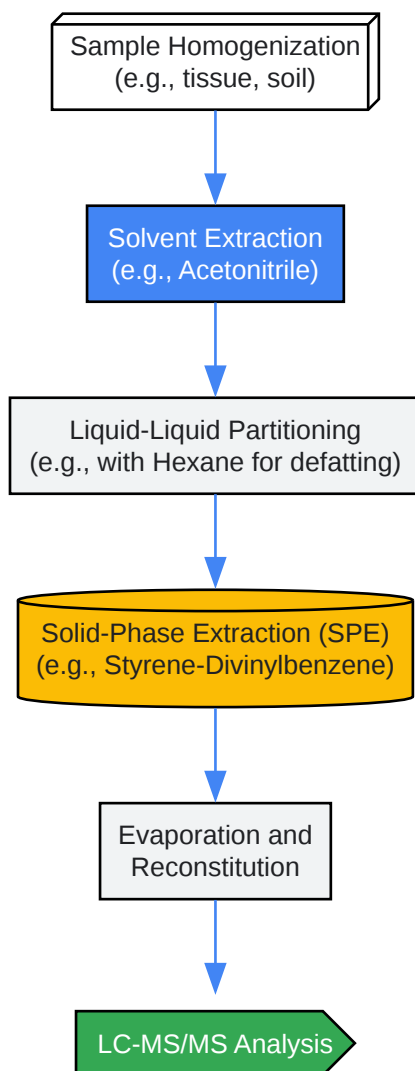 Sample Homogenization
(e.g., tissue, soil)
Solvent Extraction
(e.g., Acetonitrile)
Liquid-Liquid Partitioning
(e.g., with Hexane for defatting)
Solid-Phase Extraction (SPE)
(e.g., Styrene-Divinylbenzene)
Evaporation and
Reconstitution
LC-MS/MS Analysis